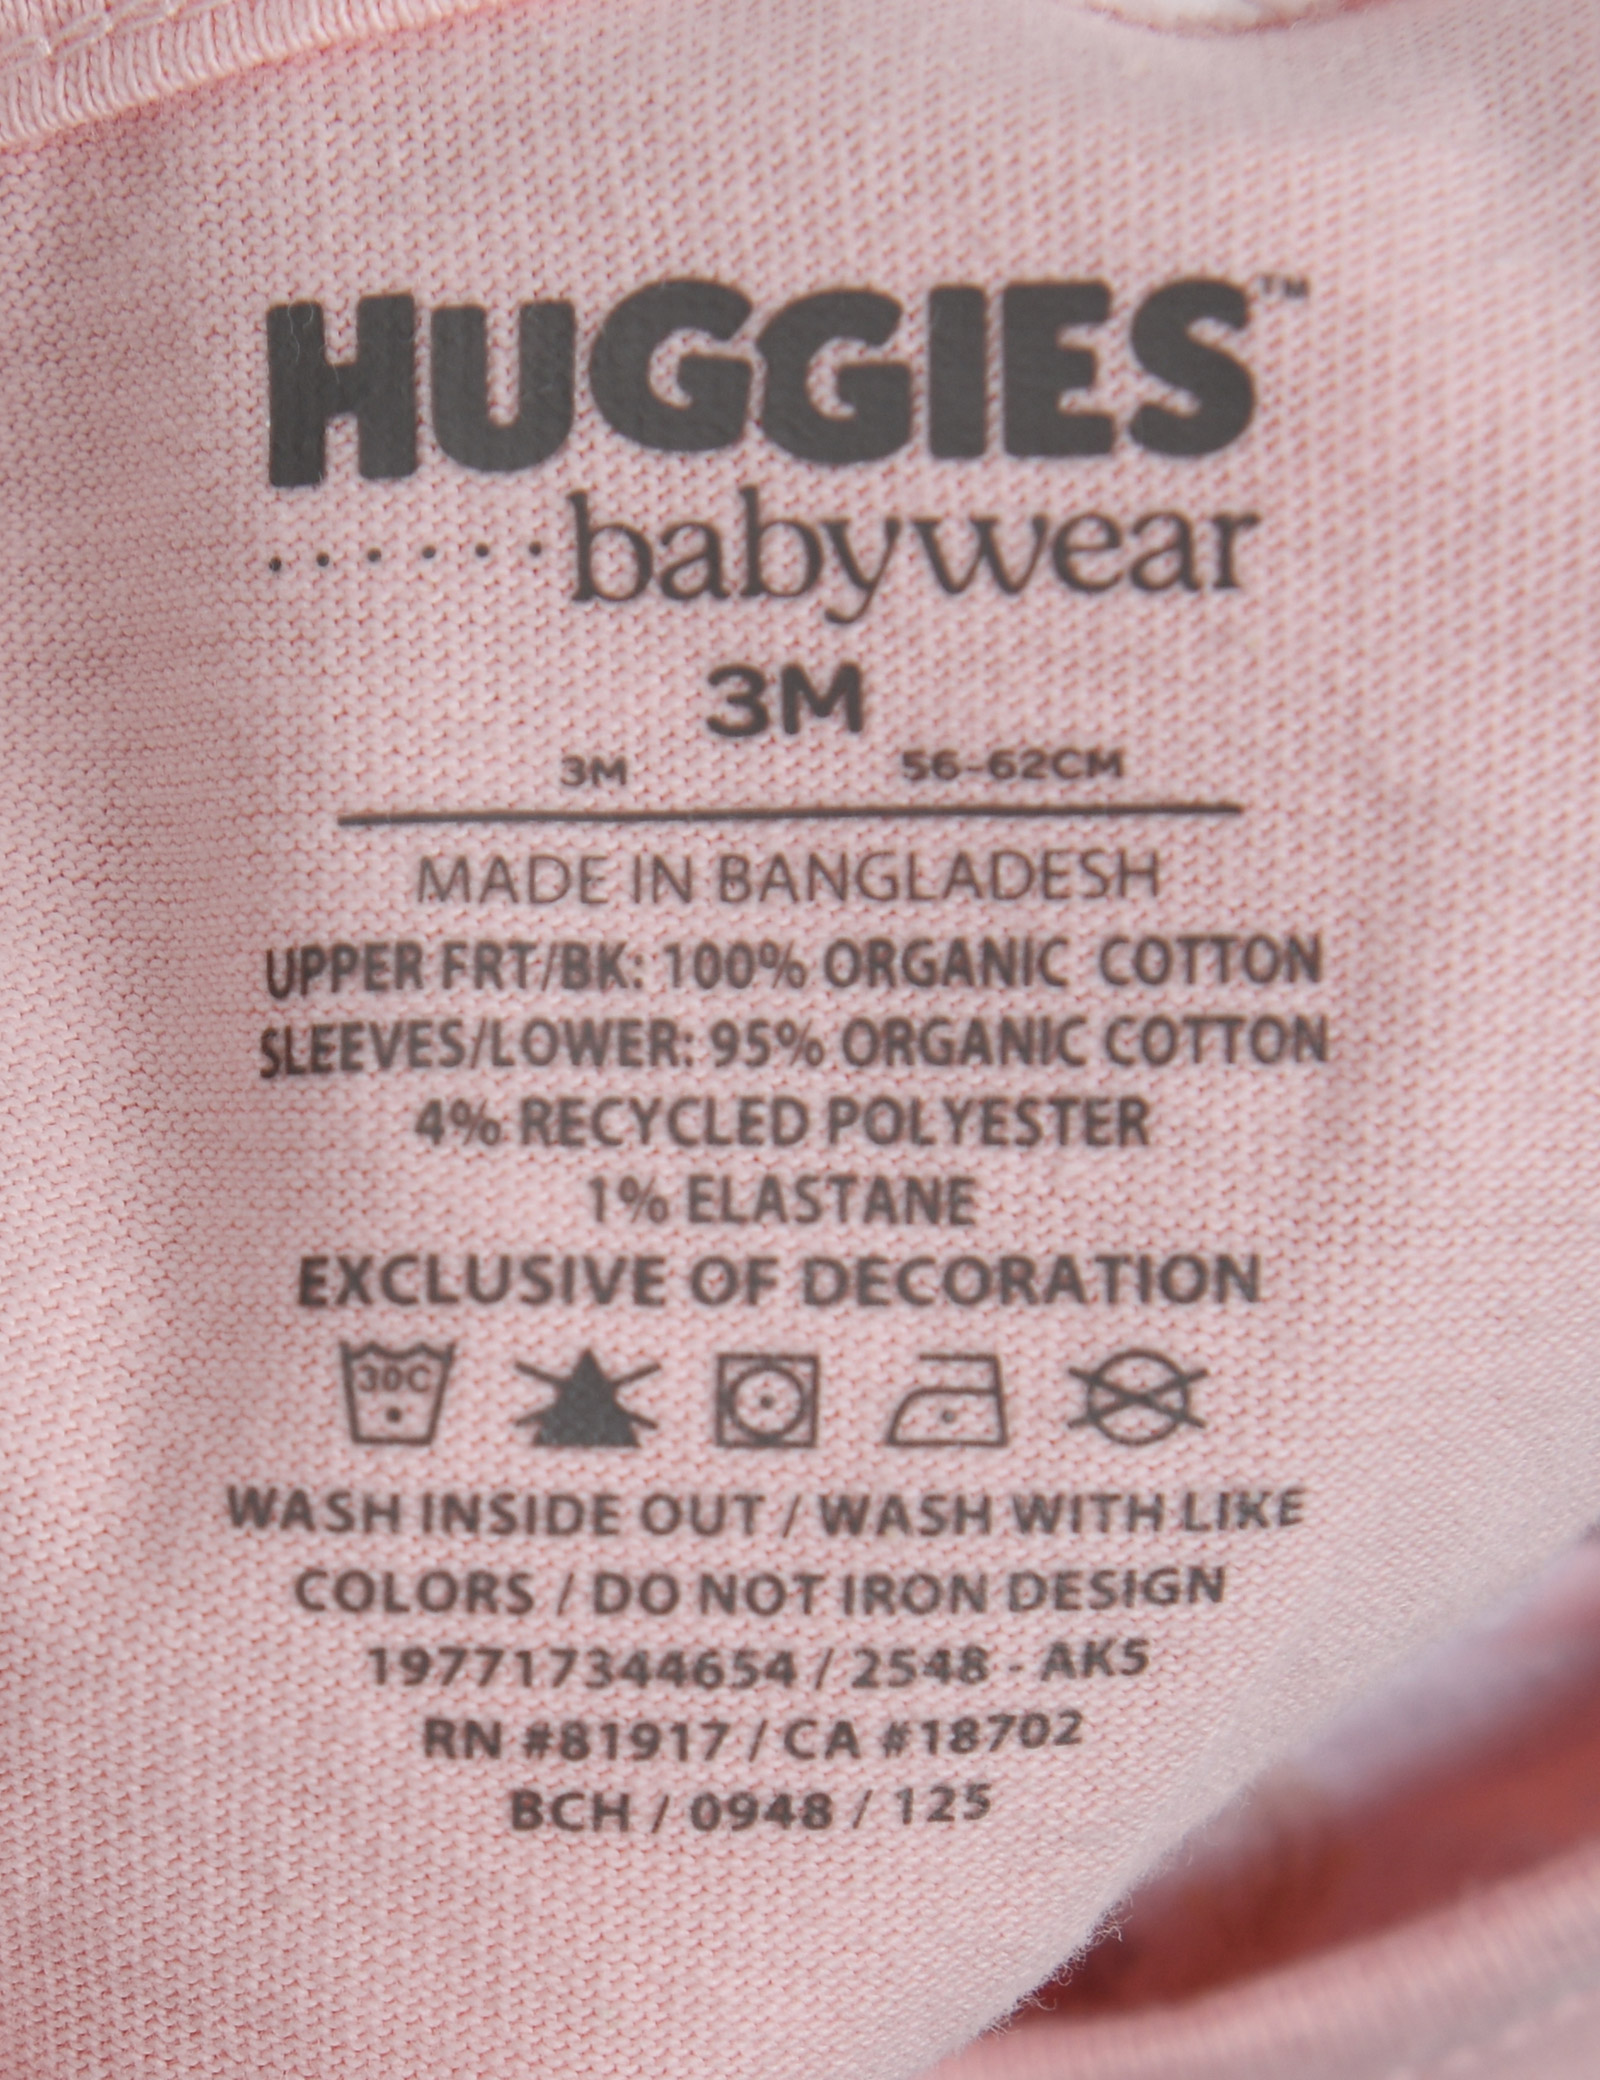 HUGGIES™
babywear
3M
3M 56-62CM
MADE IN BANGLADESH
UPPER FRT/BK: 100% ORGANIC COTTON
SLEEVES/LOWER: 95% ORGANIC COTTON
4% RECYCLED POLYESTER
1% ELASTANE
EXCLUSIVE OF DECORATION
30C
WASH INSIDE OUT / WASH WITH LIKE
COLORS / DO NOT IRON DESIGN
197717344654 / 2548 - AK5
RN #81917 / CA #18702
BCH / 0948 / 125